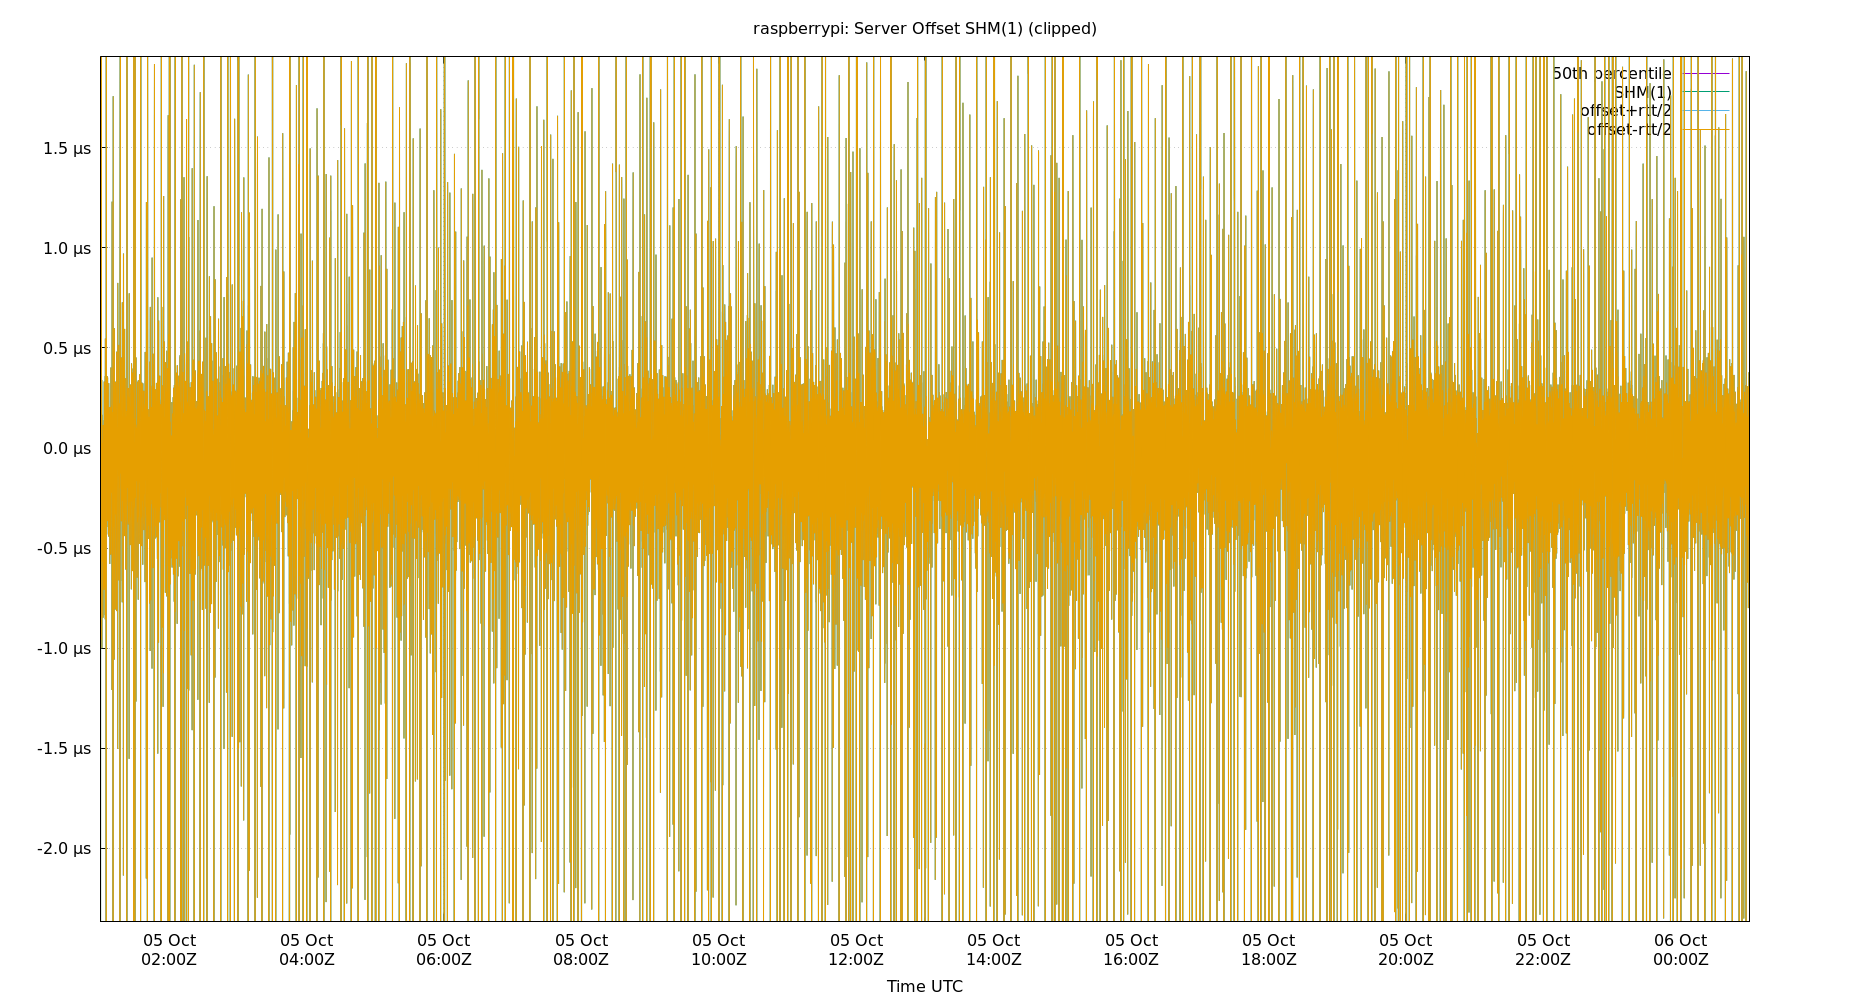 raspberrypi: Server Offset SHM(1) (clipped)
50th percentile
SHM(1)
offset+rtt/2
offset-rtt/2
1.5 µs
1.0 µs
0.5 µs
0.0 µs
-0.5 µs
-1.0 µs
-1.5 µs
-2.0 µs
05 Oct 05 Oct 05 Oct 05 Oct 05 Oct 05 Oct 05 Oct 05 Oct 05 Oct 05 Oct 05 Oct 06 Oct
02:00Z 04:00Z 06:00Z 08:00Z 10:00Z 12:00Z 14:00Z 16:00Z 18:00Z 20:00Z 22:00Z 00:00Z
Time UTC